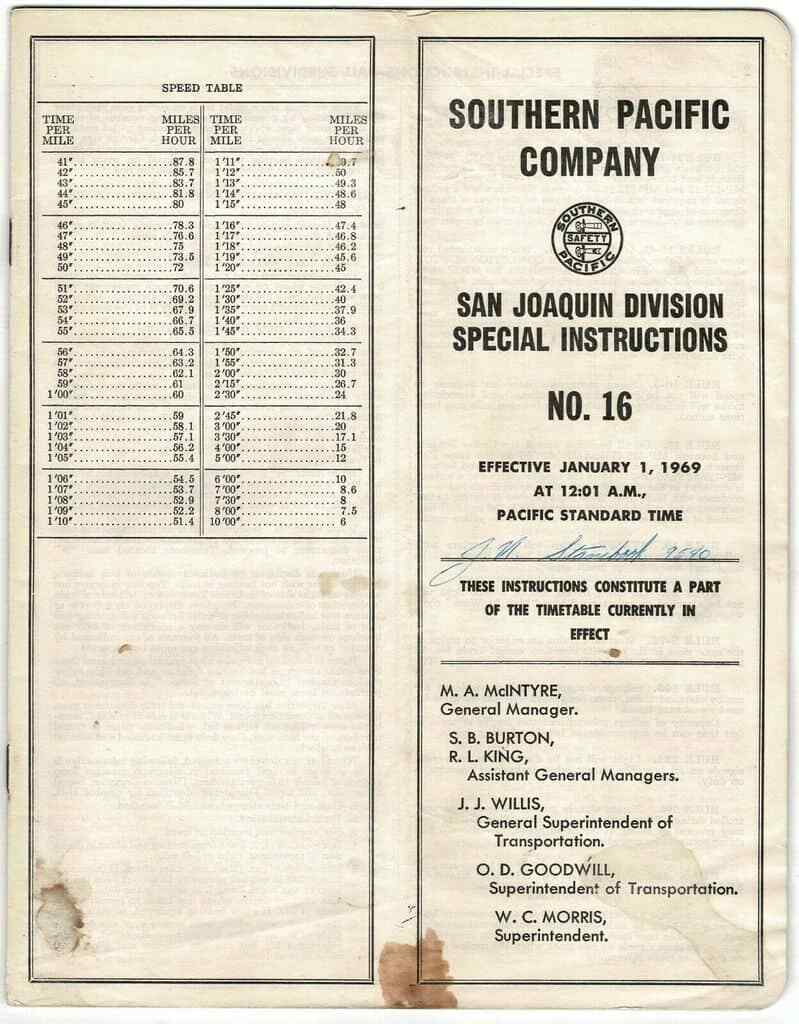 SPEED TABLE
TIME PER MILE MILES PER HOUR TIME PER MILE MILES PER HOUR
41″ 87.8 1′11″ 9.7
42″ 85.7 1′12″ 50
43″ 83.7 1′13″ 49.3
44″ 81.8 1′14″ 48.6
45″ 80 1′15″ 48
46″ 78.3 1′16″ 47.4
47″ 76.6 1′17″ 46.8
48″ 75 1′18″ 46.2
49″ 73.5 1′19″ 45.6
50″ 72 1′20″ 45
51″ 70.6 1′25″ 42.4
52″ 69.2 1′30″ 40
53″ 67.9 1′35″ 37.9
54″ 66.7 1′40″ 36
55″ 65.5 1′45″ 34.3
56″ 64.3 1′50″ 32.7
57″ 63.2 1′55″ 31.3
58″ 62.1 2′00″ 30
59″ 61 2′15″ 26.7
1′00″ 60 2′30″ 24
1′01″ 59 2′45″ 21.8
1′02″ 58.1 3′00″ 20
1′03″ 57.1 3′30″ 17.1
1′04″ 56.2 4′00″ 15
1′05″ 55.4 5′00″ 12
1′06″ 54.5 6′00″ 10
1′07″ 53.7 7′00″ 8.6
1′08″ 52.9 7′30″ 8
1′09″ 52.2 8′00″ 7.5
1′10″ 51.4 10′00″ 6
SOUTHERN PACIFIC
COMPANY
SOUTHERN
SAFETY
PACIFIC
SAN JOAQUIN DIVISION
SPECIAL INSTRUCTIONS
NO. 16
EFFECTIVE JANUARY 1, 1969
AT 12:01 A.M.,
PACIFIC STANDARD TIME
THESE INSTRUCTIONS CONSTITUTE A PART
OF THE TIMETABLE CURRENTLY IN
EFFECT
M. A. McINTYRE,
General Manager.
S. B. BURTON,
R. L. KING,
Assistant General Managers.
J. J. WILLIS,
General Superintendent of
Transportation.
O. D. GOODWILL,
Superintendent of Transportation.
W. C. MORRIS,
Superintendent.